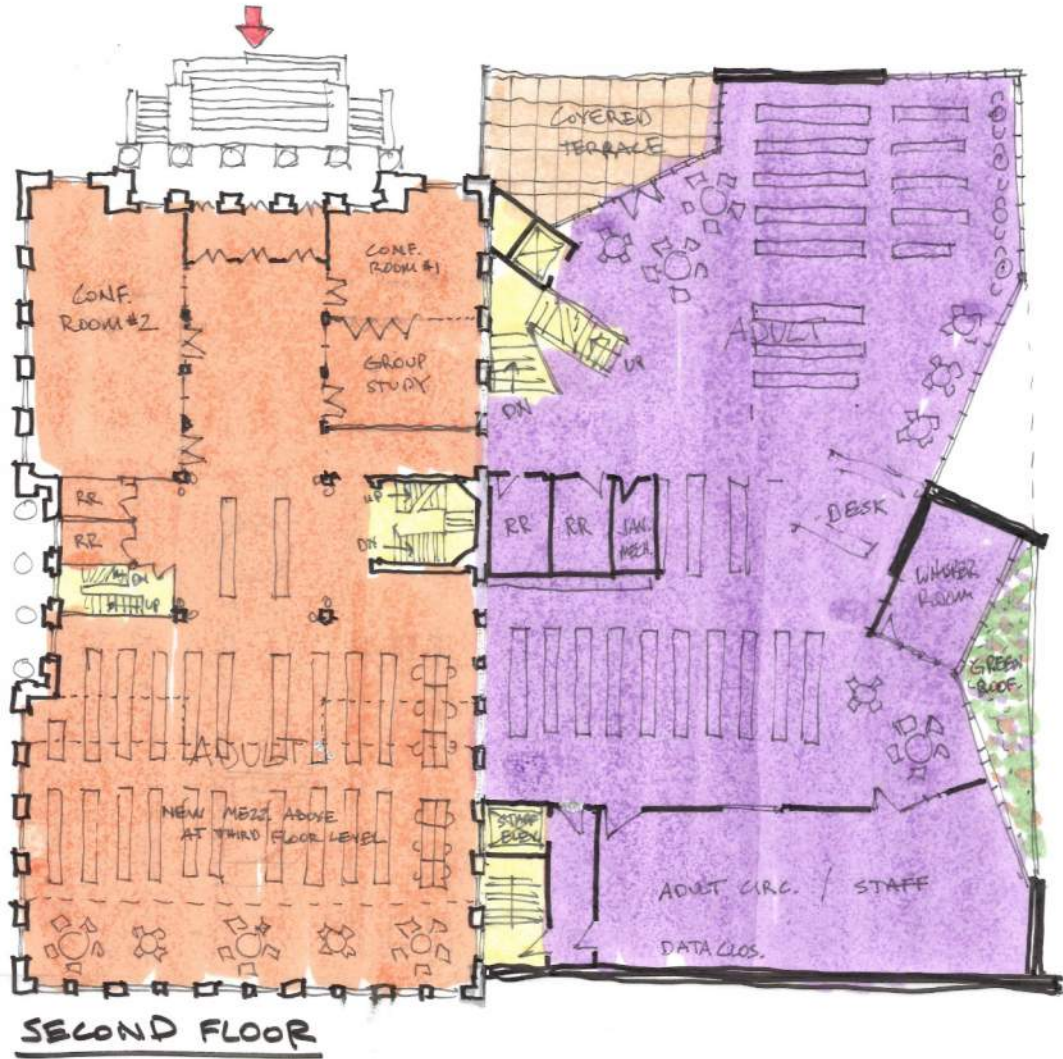 COVERED
TERRACE
CONF.
ROOM #1
CONF.
ROOM #2
GROUP
STUDY
ADULT
UP
DN
RR
RR
UP
DN
DN
UP
RR
RR
JAN.
MECH.
DESK
WHISPER
ROOM
GREEN
ROOF.
ADULT
NEW MEZZ. ABOVE
AT THIRD FLOOR LEVEL
STAFF
ELEV.
ADULT CIRC. / STAFF
DATA CLOS.
SECOND FLOOR